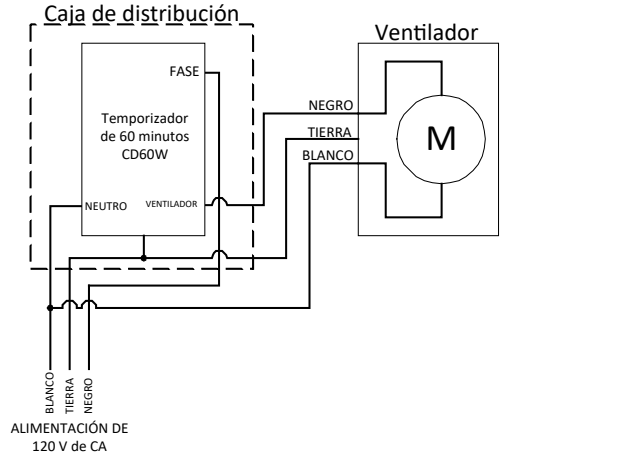 Caja de distribución
Ventilador
FASE
Temporizador
de 60 minutos
CD60W
NEUTRO
VENTILADOR
NEGRO
TIERRA
BLANCO
M
BLANCO
TIERRA
NEGRO
ALIMENTACIÓN DE
120 V de CA